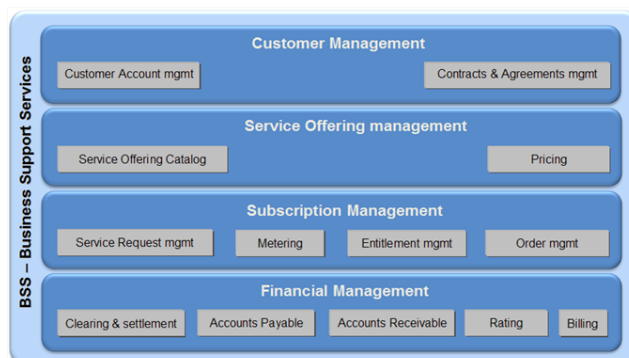 BSS – Business Support Services
Customer Management
Customer Account mgmt
Contracts & Agreements mgmt
Service Offering management
Service Offering Catalog
Pricing
Subscription Management
Service Request mgmt
Metering
Entitlement mgmt
Order mgmt
Financial Management
Clearing & settlement
Accounts Payable
Accounts Receivable
Rating
Billing